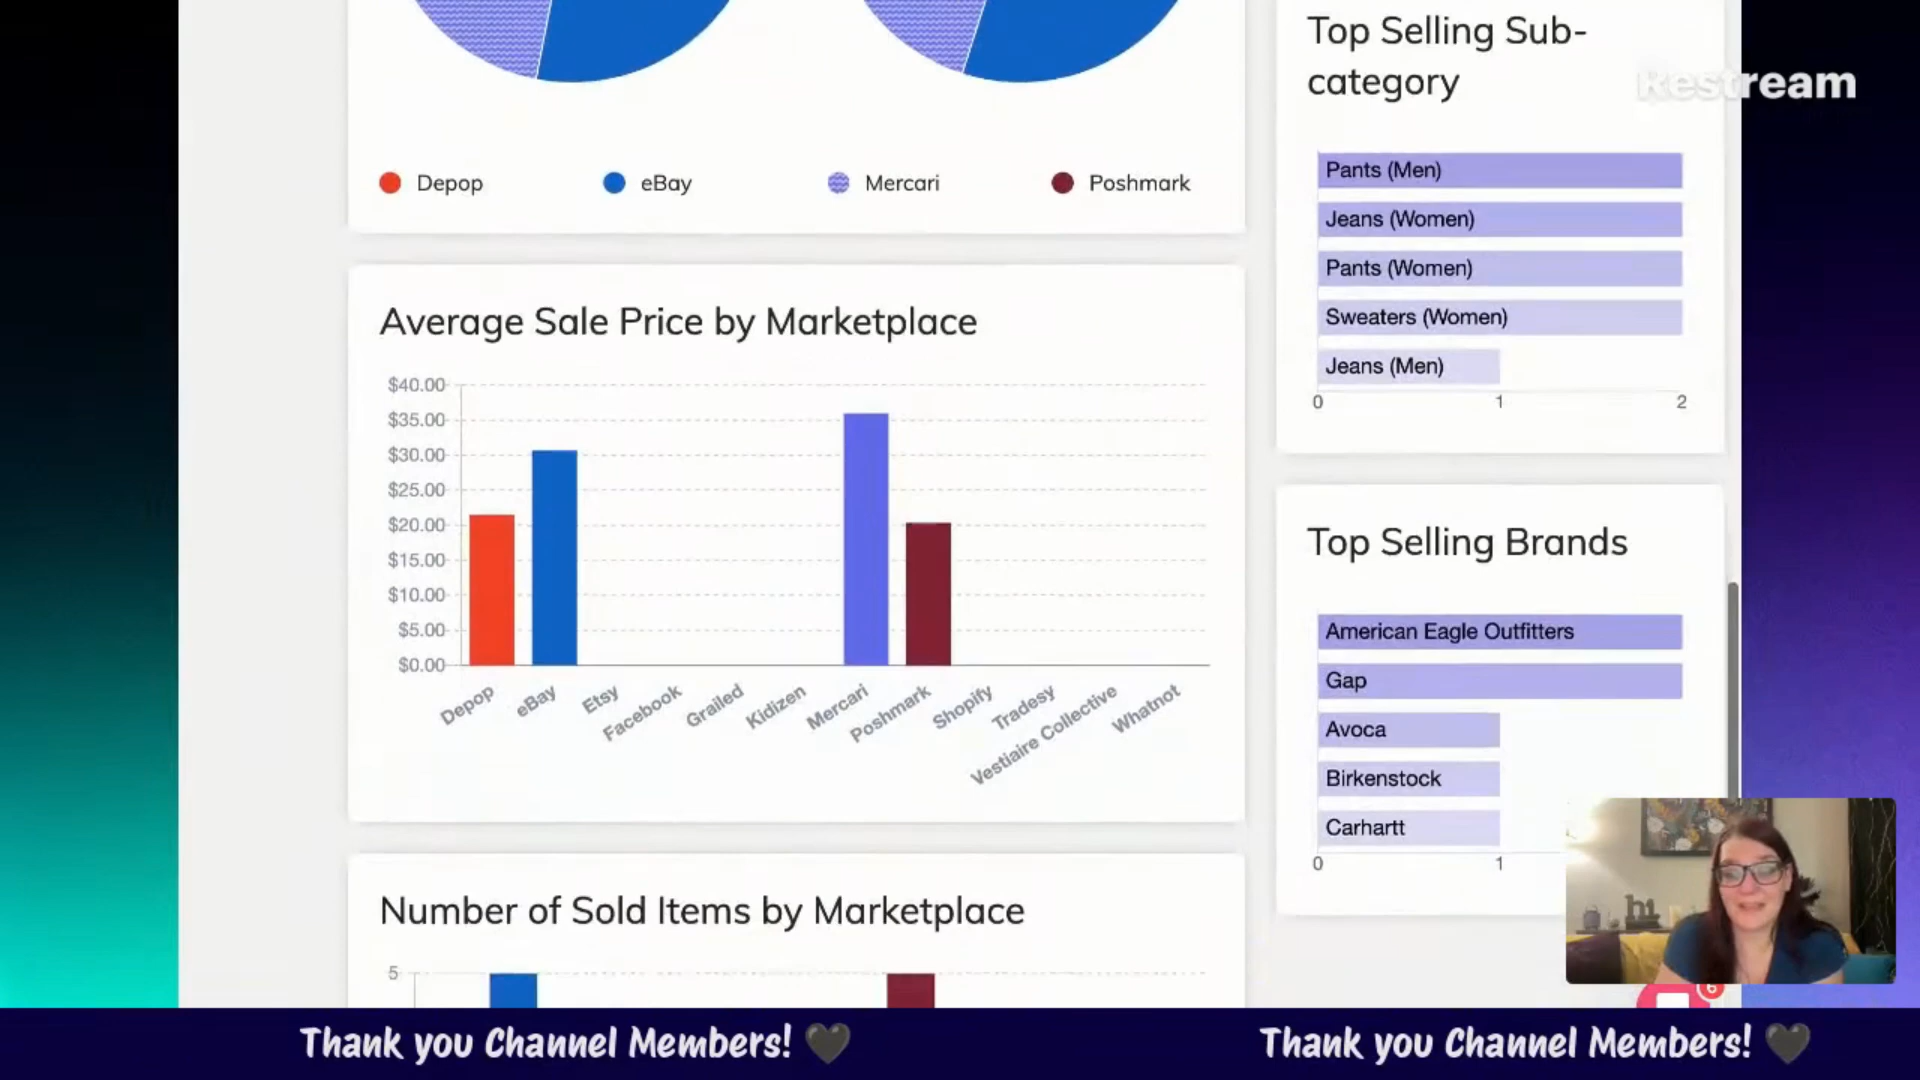 Top Selling Sub-
category
Restream
Pants (Men)
Jeans (Women)
Pants (Women)
Sweaters (Women)
Jeans (Men)
0 1 2
Depop eBay Mercari Poshmark
Average Sale Price by Marketplace
$40.00
$35.00
$30.00
$25.00
$20.00
$15.00
$10.00
$5.00
$0.00
Depop eBay Etsy Facebook Grailed Kidizen Mercari Poshmark Shopify Tradesy Vestiaire Collective Whatnot
Top Selling Brands
American Eagle Outfitters
Gap
Avoca
Birkenstock
Carhartt
0 1
Number of Sold Items by Marketplace
5
hi
6
Thank you Channel Members! 🖤 Thank you Channel Members! 🖤